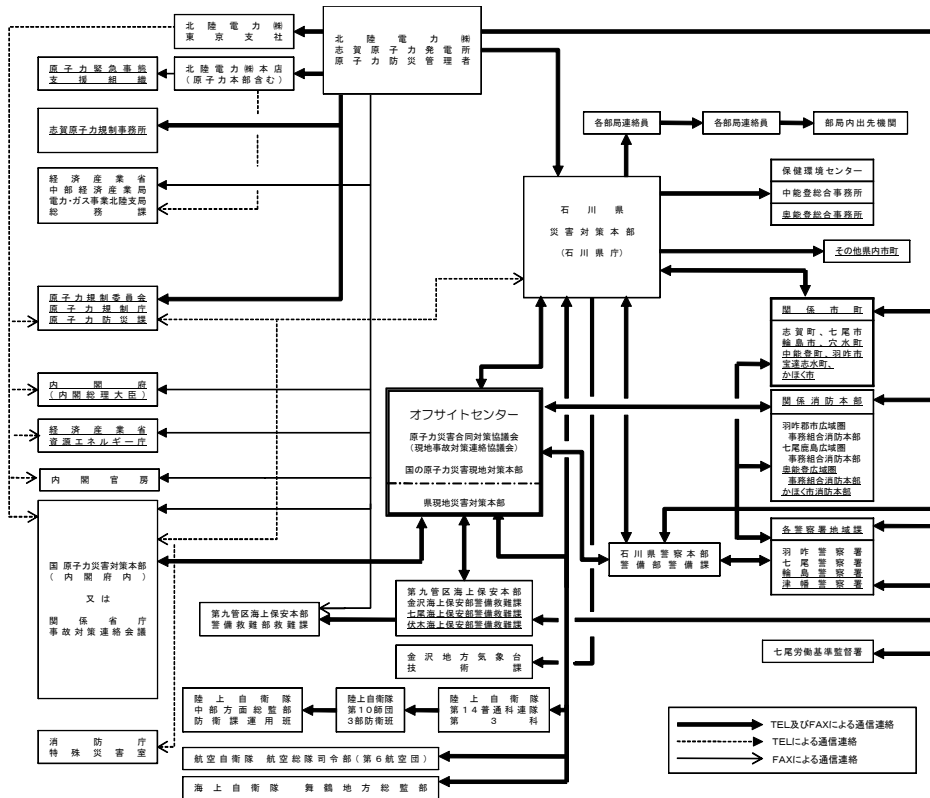 北陸電力㈱
東京支社
北陸電力㈱
志賀原子力発電所
原子力防災管理者
原子力緊急事態
支援組織
北陸電力㈱本店
(原子力本部含む)
志賀原子力規制事務所
各部局連絡員
各部局連絡員
部局内出先機関
経済産業省
中部経済産業局
電力・ガス事業北陸支局
総務課
石川県
災害対策本部
(石川県庁)
保健環境センター
中能登総合事務所
奥能登総合事務所
その他県内市町
原子力規制委員会
原子力規制庁
原子力防災課
関係市町
志賀町、七尾市
輪島市、穴水町
中能登町、羽咋市
宝達志水町、
かほく市
内閣府
(内閣総理大臣)
経済産業省
資源エネルギー庁
内閣官房
オフサイトセンター
原子力災害合同対策協議会
(現地事故対策連絡協議会)
国の原子力災害現地対策本部
県現地災害対策本部
関係消防本部
羽咋郡市広域圏
事務組合消防本部
七尾鹿島広域圏
事務組合消防本部
奥能登広域圏
事務組合消防本部
かほく市消防本部
国 原子力災害対策本部
(内閣府内)
又は
関係省庁
事故対策連絡会議
石川県警察本部
警備部警備課
各警察署地域課
羽咋警察署
七尾警察署
輪島警察署
津幡警察署
第九管区海上保安本部
警備救難部救難課
第九管区海上保安本部
金沢海上保安部警備救難課
七尾海上保安部警備救難課
伏木海上保安部警備救難課
金沢地方気象台
技術課
七尾労働基準監督署
陸上自衛隊
中部方面総監部
防衛課運用班
陸上自衛隊
第10師団
3部防衛班
陸上自衛隊
第14普通科連隊
第3科
消防庁
特殊災害室
航空自衛隊 航空総隊司令部(第6航空団)
海上自衛隊 舞鶴地方総監部
TEL及びFAXによる通信連絡
TELによる通信連絡
FAXによる通信連絡